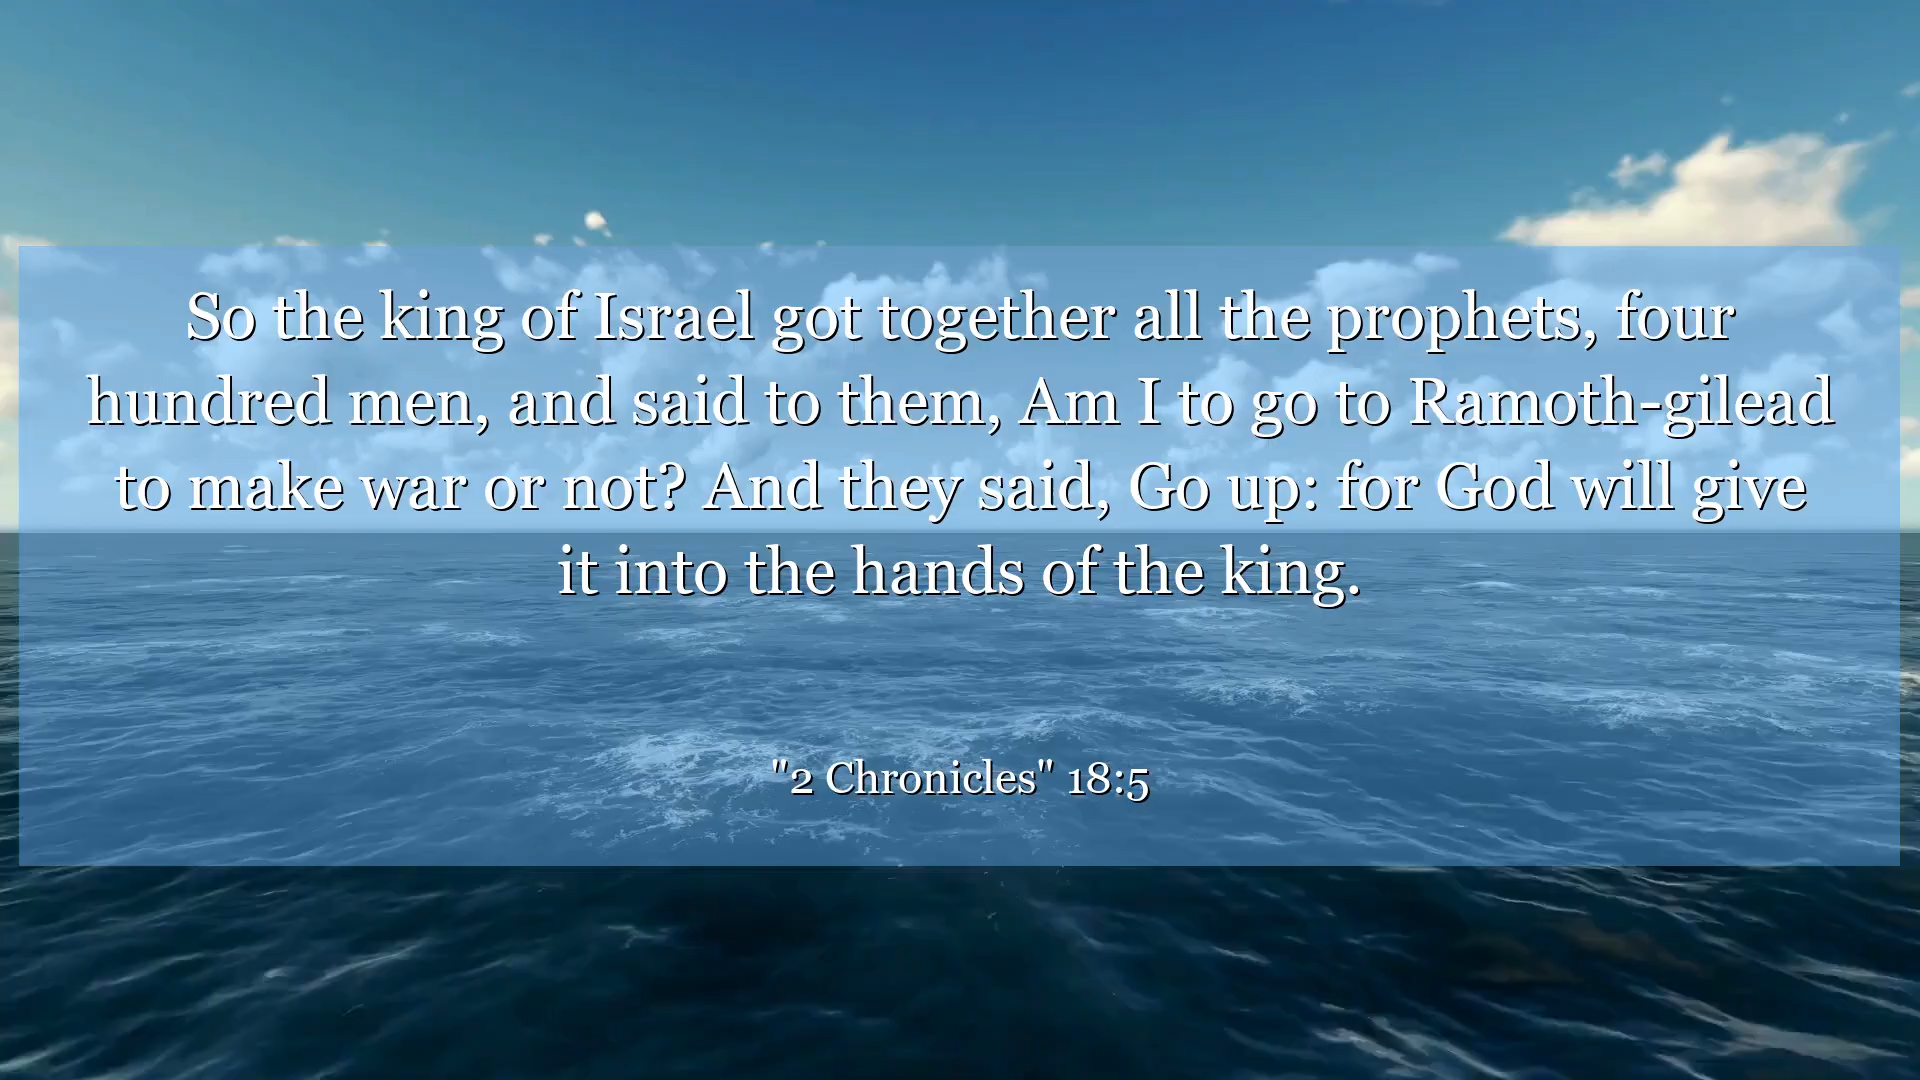 So the king of Israel got together all the prophets, four
hundred men, and said to them, Am I to go to Ramoth-gilead
to make war or not? And they said, Go up: for God will give
it into the hands of the king.
"2 Chronicles" 18:5